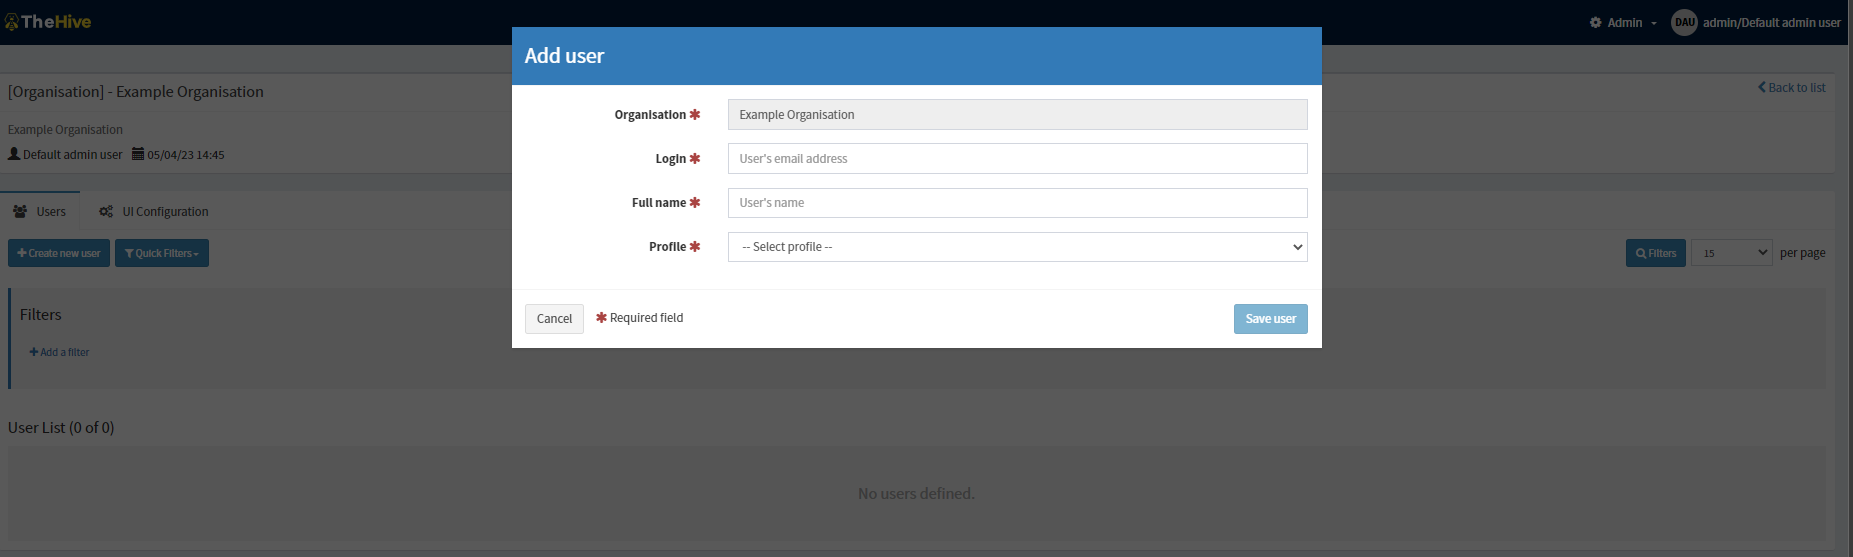 TheHive
Admin
DAU admin/Default admin user
Add user
[Organisation] - Example Organisation
Back to list
Example Organisation
Default admin user 05/04/23 14:45
Organisation ✱ Example Organisation
Login ✱ User's email address
Full name ✱ User's name
Profile ✱ -- Select profile --
Cancel ✱ Required field Save user
Users UI Configuration
+ Create new user Quick Filters
Filters 15 per page
Filters
+ Add a filter
User List (0 of 0)
No users defined.